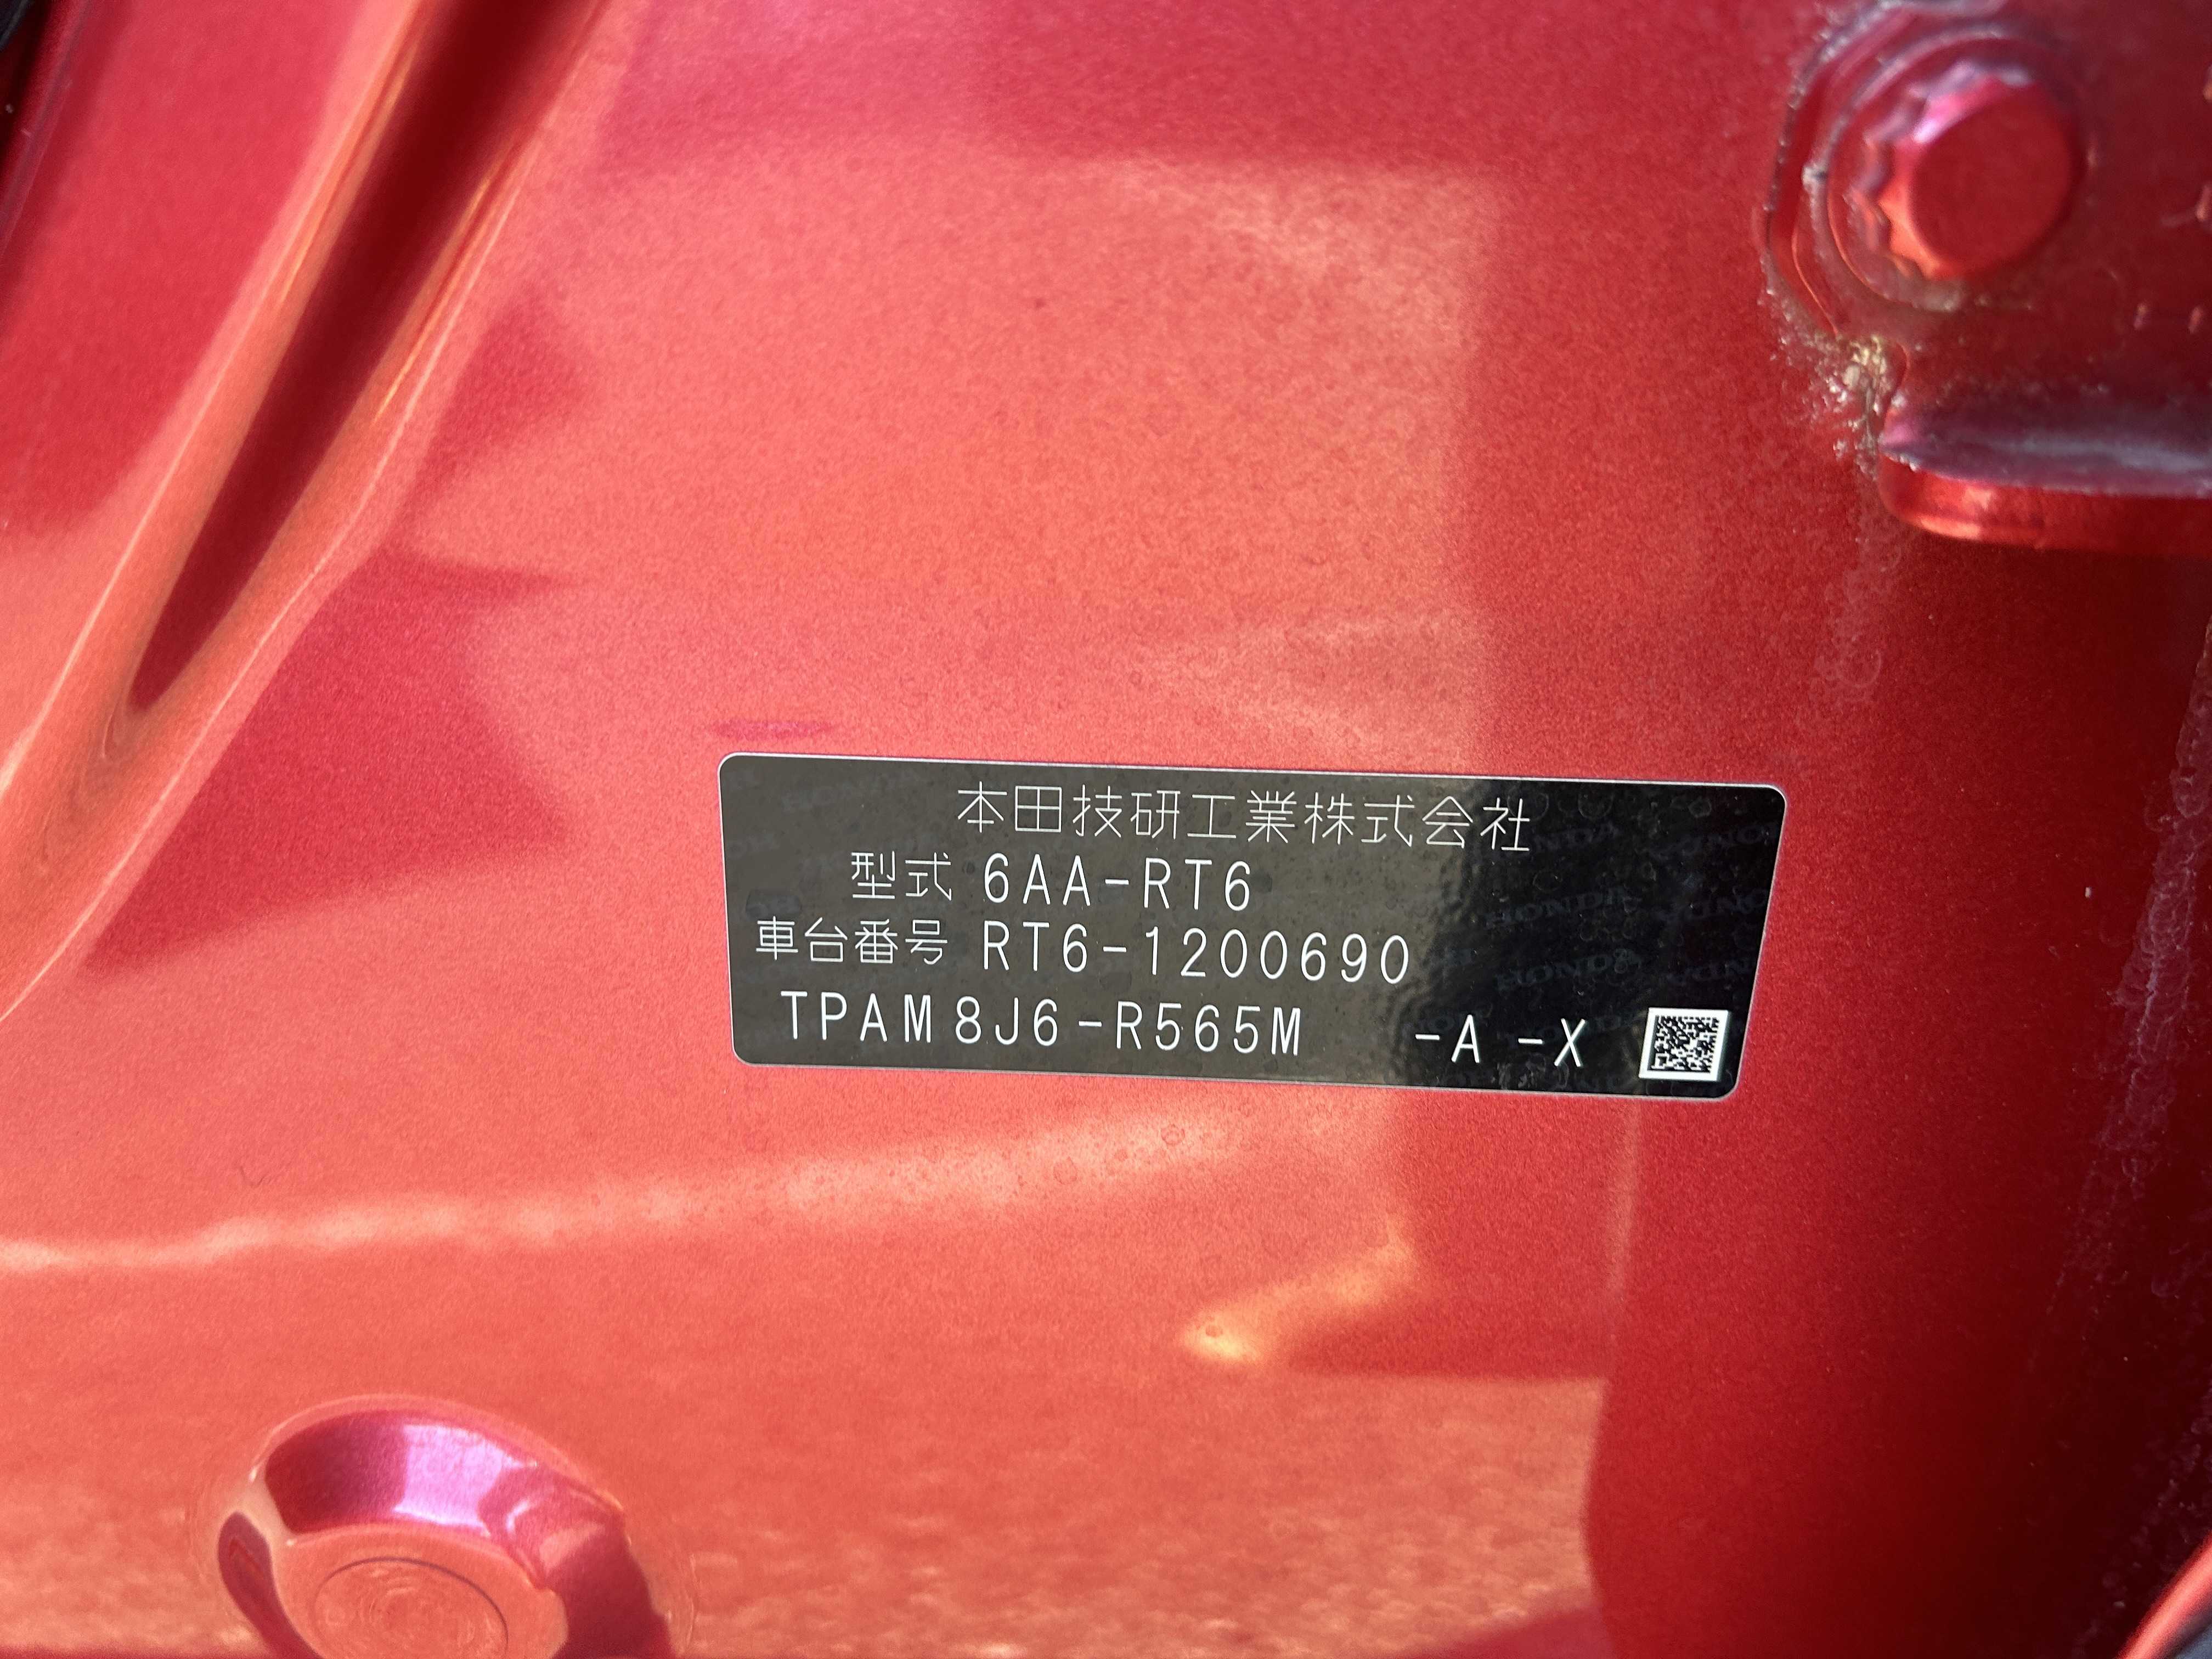 本田技研工業株式会社
型式 6AA-RT6
車台番号 RT6-1200690
TPAM8J6-R565M -A -X